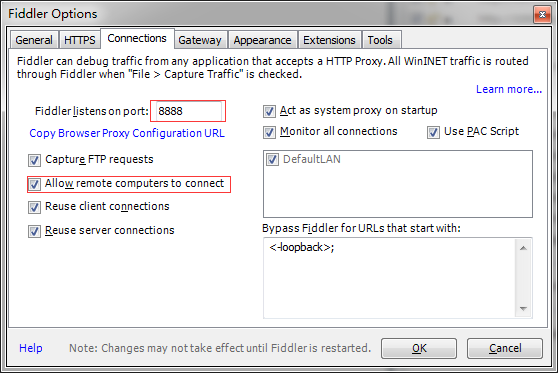 Fiddler Options
General HTTPS Connections Gateway Appearance Extensions Tools
Fiddler can debug traffic from any application that accepts a HTTP Proxy. All WinINET traffic is routed
through Fiddler when "File > Capture Traffic" is checked.
Learn more...
Fiddler listens on port: 8888
Copy Browser Proxy Configuration URL
Capture FTP requests
Allow remote computers to connect
Reuse client connections
Reuse server connections
Act as system proxy on startup
Monitor all connections Use PAC Script
DefaultLAN
Bypass Fiddler for URLs that start with:
<-loopback>;
Help Note: Changes may not take effect until Fiddler is restarted. OK Cancel